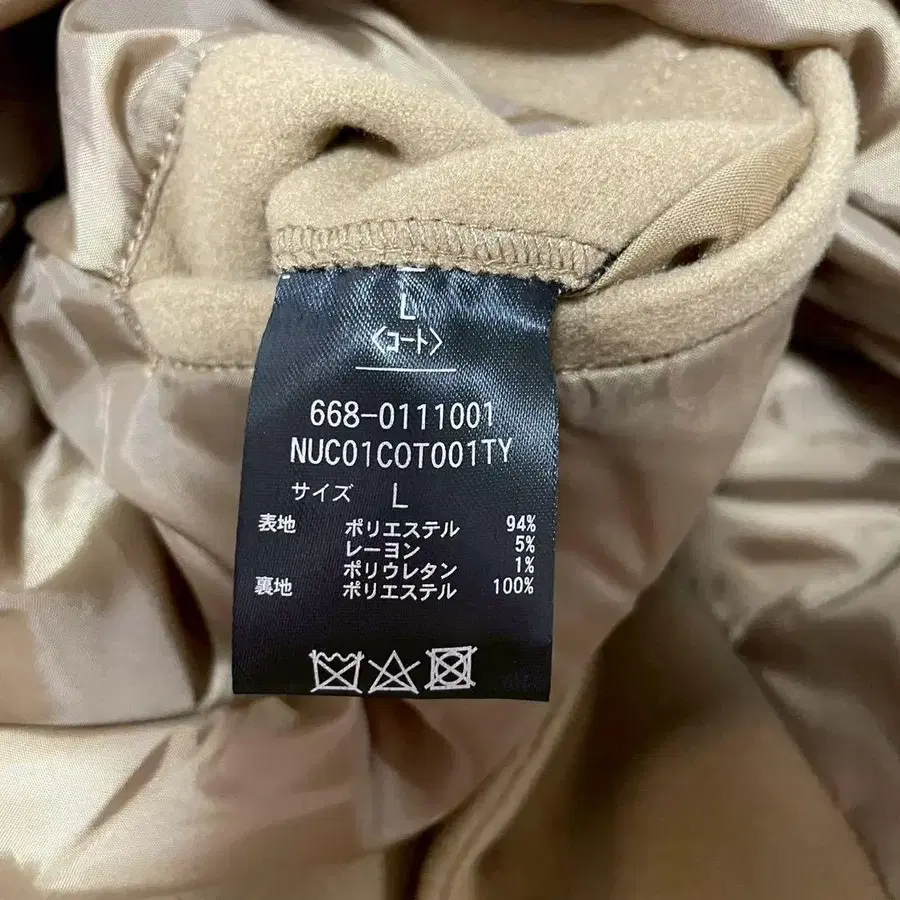 L
〈コート〉
668-0111001
NUC01COT001TY
サイズ L
表地 ポリエステル 94%
レーヨン 5%
ポリウレタン 1%
裏地 ポリエステル 100%